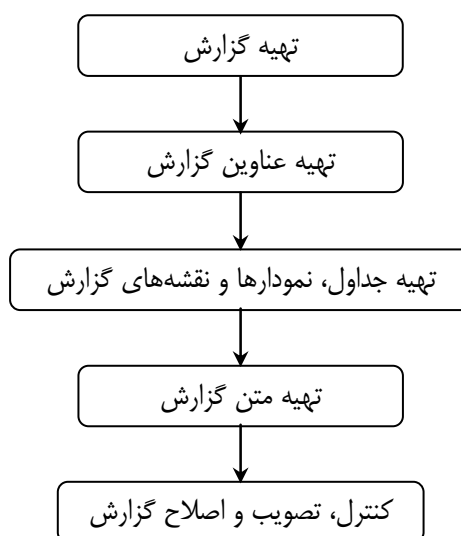 تهیه گزارش
تهیه عناوین گزارش
تهیه جداول، نمودارها و نقشه‌های گزارش
تهیه متن گزارش
کنترل، تصویب و اصلاح گزارش